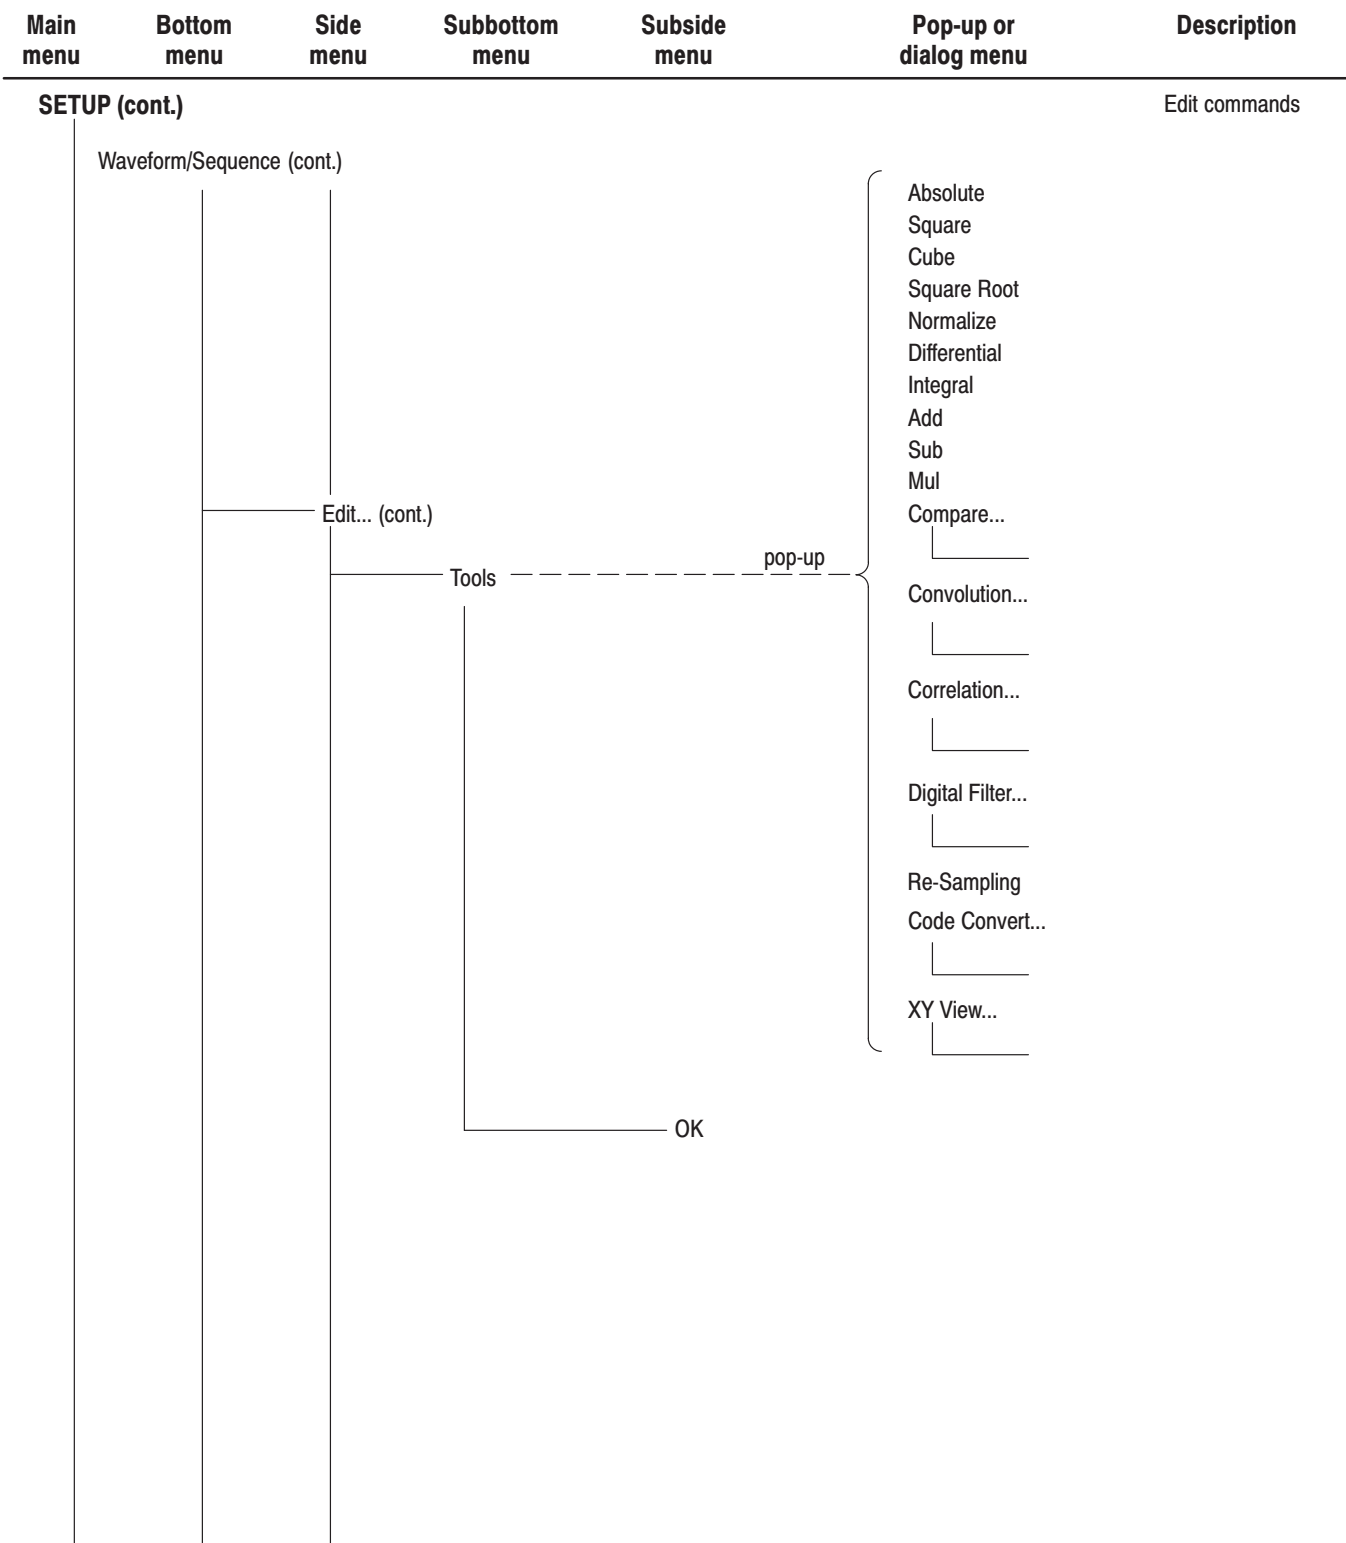 Main menu
Bottom menu
Side menu
Subbottom menu
Subside menu
Pop-up or dialog menu
Description
SETUP (cont.)
Edit commands
Waveform/Sequence (cont.)
Absolute
Square
Cube
Square Root
Normalize
Differential
Integral
Add
Sub
Mul
Edit... (cont.)
Compare...
pop-up
Tools
Convolution...
Correlation...
Digital Filter...
Re-Sampling
Code Convert...
XY View...
OK